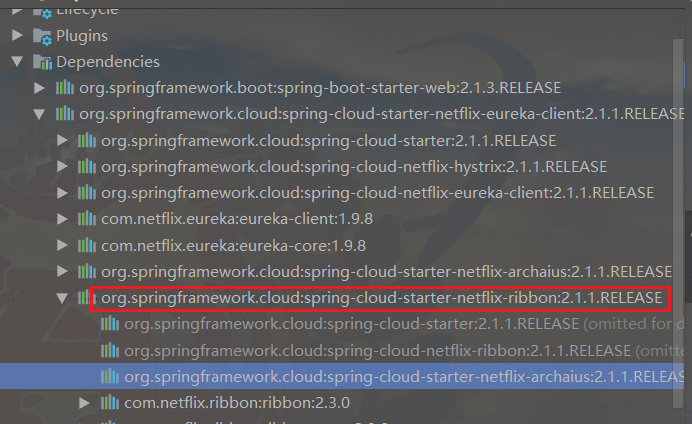 Lifecycle
Plugins
Dependencies
org.springframework.boot:spring-boot-starter-web:2.1.3.RELEASE
org.springframework.cloud:spring-cloud-starter-netflix-eureka-client:2.1.1.RELEASE
org.springframework.cloud:spring-cloud-starter:2.1.1.RELEASE
org.springframework.cloud:spring-cloud-netflix-hystrix:2.1.1.RELEASE
org.springframework.cloud:spring-cloud-netflix-eureka-client:2.1.1.RELEASE
com.netflix.eureka:eureka-client:1.9.8
com.netflix.eureka:eureka-core:1.9.8
org.springframework.cloud:spring-cloud-starter-netflix-archaius:2.1.1.RELEASE
org.springframework.cloud:spring-cloud-starter-netflix-ribbon:2.1.1.RELEASE
org.springframework.cloud:spring-cloud-starter:2.1.1.RELEASE (omitted for d
org.springframework.cloud:spring-cloud-netflix-ribbon:2.1.1.RELEASE (omitte
org.springframework.cloud:spring-cloud-starter-netflix-archaius:2.1.1.RELEAS
com.netflix.ribbon:ribbon:2.3.0